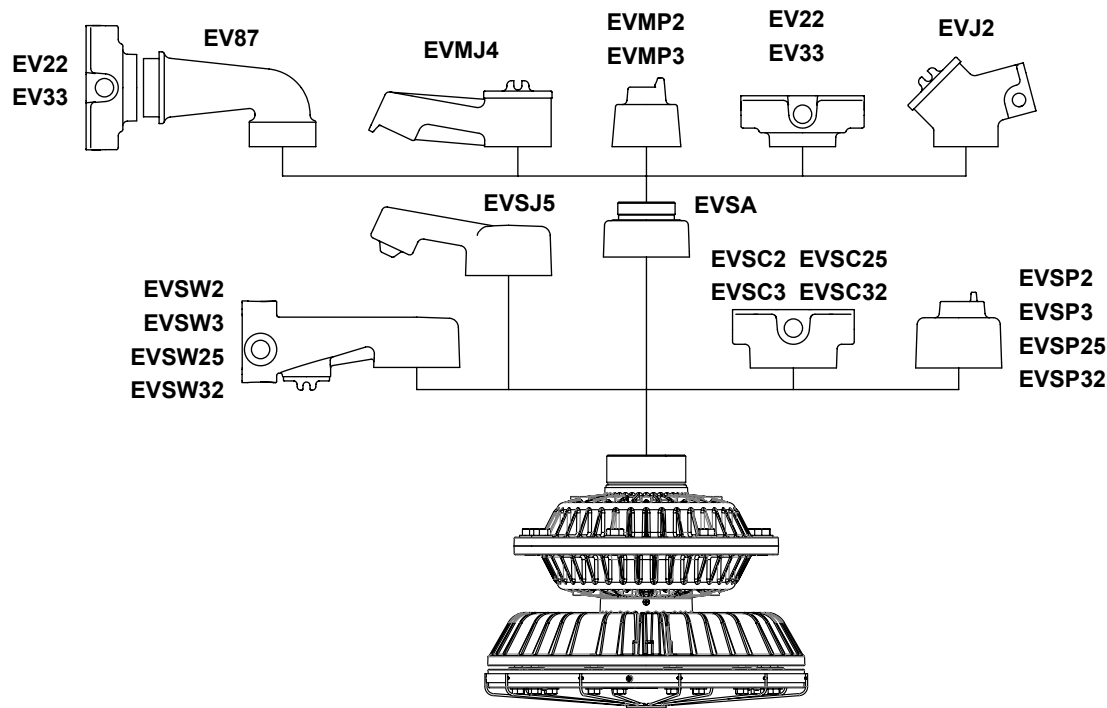 EV22
EV33
EV87
EVMJ4
EVMP2
EVMP3
EV22
EV33
EVJ2
EVSJ5
EVSA
EVSW2
EVSW3
EVSW25
EVSW32
EVSC2 EVSC25
EVSC3 EVSC32
EVSP2
EVSP3
EVSP25
EVSP32